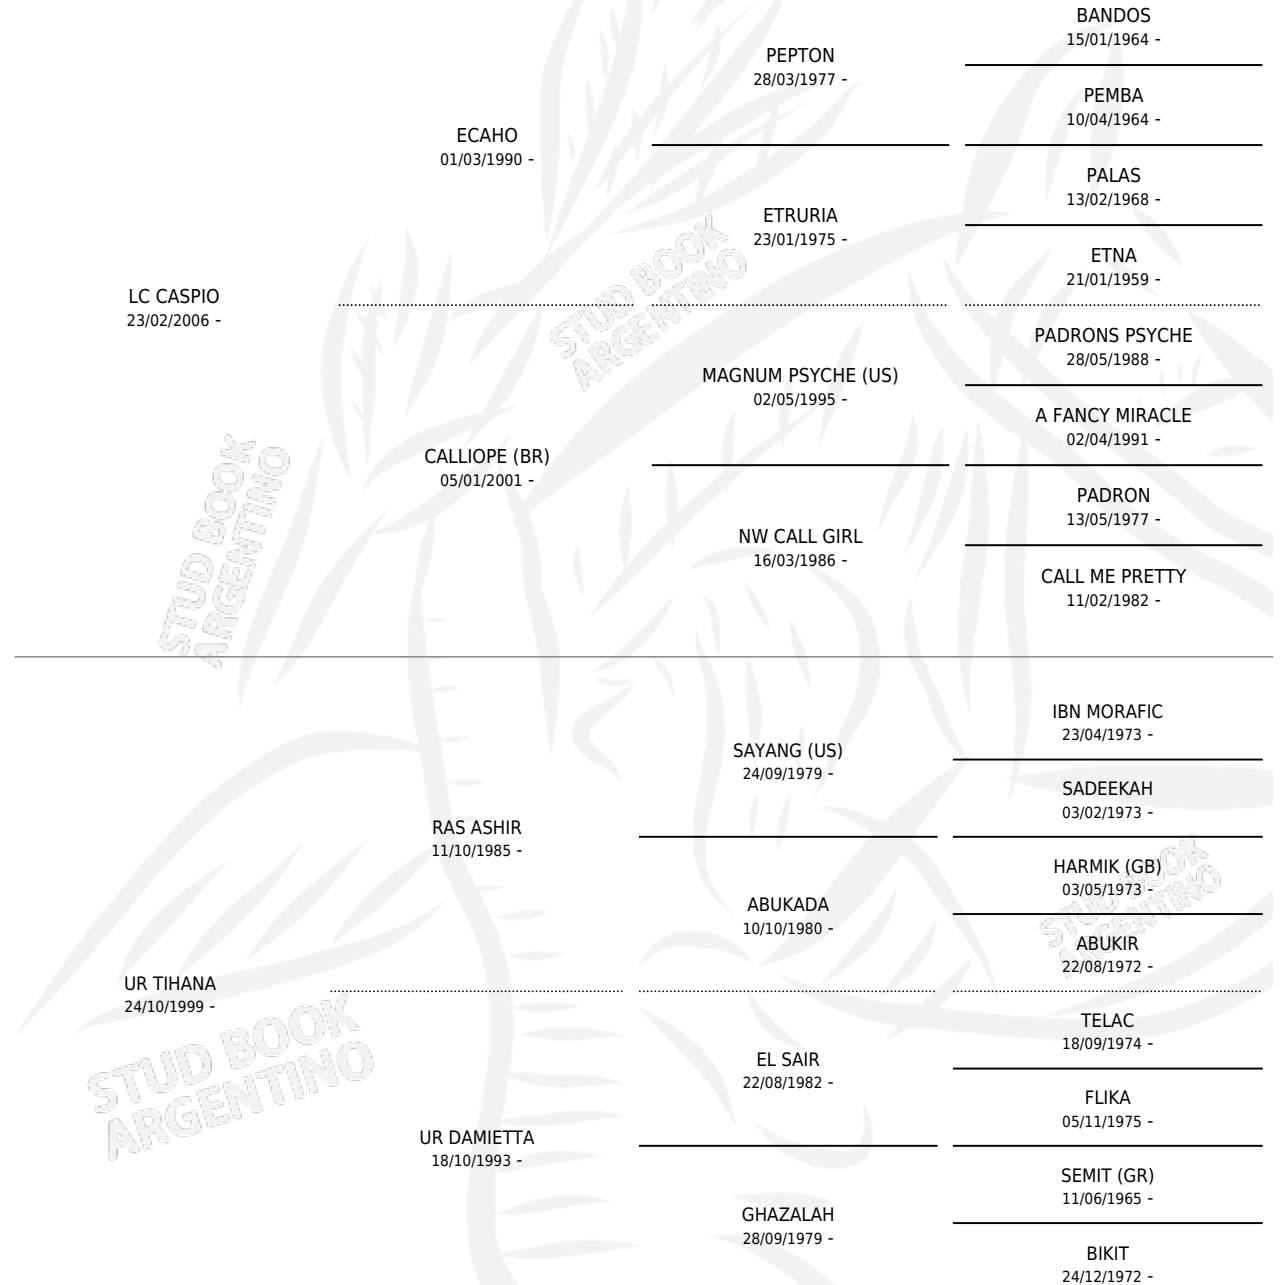 BANDOS
15/01/1964 -
PEPTON
28/03/1977 -
PEMBA
10/04/1964 -
ECAHO
01/03/1990 -
PALAS
13/02/1968 -
ETRURIA
23/01/1975 -
ETNA
21/01/1959 -
LC CASPIO
23/02/2006 -
PADRONS PSYCHE
28/05/1988 -
MAGNUM PSYCHE (US)
02/05/1995 -
A FANCY MIRACLE
02/04/1991 -
CALLIOPE (BR)
05/01/2001 -
PADRON
13/05/1977 -
NW CALL GIRL
16/03/1986 -
CALL ME PRETTY
11/02/1982 -
IBN MORAFIC
23/04/1973 -
SAYANG (US)
24/09/1979 -
SADEEKAH
03/02/1973 -
RAS ASHIR
11/10/1985 -
HARMIK (GB)
03/05/1973 -
ABUKADA
10/10/1980 -
ABUKIR
22/08/1972 -
UR TIHANA
24/10/1999 -
TELAC
18/09/1974 -
EL SAIR
22/08/1982 -
FLIKA
05/11/1975 -
UR DAMIETTA
18/10/1993 -
SEMIT (GR)
11/06/1965 -
GHAZALAH
28/09/1979 -
BIKIT
24/12/1972 -
STUD BOOK
ARGENTINO
STUD BOOK
ARGENTINO
STUD BOOK
ARGENTINO
STUD BOOK
ARGENTINO